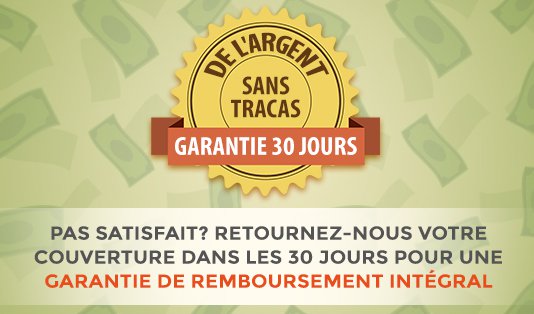 DE L'ARGENT
SANS
TRACAS
GARANTIE 30 JOURS
PAS SATISFAIT? RETOURNEZ-NOUS VOTRE
COUVERTURE DANS LES 30 JOURS POUR UNE
GARANTIE DE REMBOURSEMENT INTÉGRAL